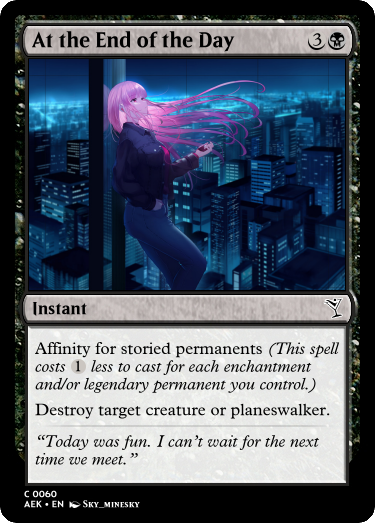 At the End of the Day 3
Instant
Affinity for storied permanents (This spell
costs 1 less to cast for each enchantment
and/or legendary permanent you control.)
Destroy target creature or planeswalker.
“Today was fun. I can’t wait for the next
time we meet.”
C 0060
AEK • EN Sky_minesky